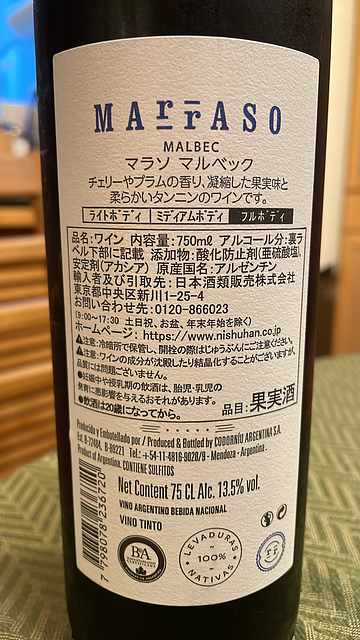 MArrASO
MALBEC
マラソ マルベック
チェリーやプラムの香り、凝縮した果実味と
柔らかいタンニンのワインです。
ライトボディ ミディアムボディ フルボディ
品名:ワイン 内容量:750mℓ アルコール分:裏ラ
ベル下部に記載 添加物:酸化防止剤(亜硫酸塩)、
安定剤(アカシア) 原産国名:アルゼンチン
輸入者及び引取先:日本酒類販売株式会社
東京都中央区新川1-25-4
お問い合わせ先:0120-866023
(9:00〜17:30 土日祝、お盆、年末年始を除く)
ホームページ:https://www.nishuhan.co.jp
⚠注意:冷暗所で保管し、開栓の際はじゅうぶんにご注意ください。
⚠注意:ワインの成分が沈殿したり結晶化することがございますが、
品質には問題ございません。
●妊娠中や授乳期の飲酒は、胎児・乳児の
発育に悪影響を与えるおそれがあります。
●飲酒は20歳になってから。
品目:果実酒
Producido y Embotellado por / Produced & Bottled by CODORNÍU ARGENTINA S.A.
Est. B-72484, B-89221 Tel.: +54-11-4816-9028/9 - Mendoza - Argentina.
Product of Argentina. CONTIENE SULFITOS
Net Content 75 CL Alc. 13.5% vol.
VINO ARGENTINO BEBIDA NACIONAL
VINO TINTO
7 798078 236720
B&A
LEVADURAS
100%
NATIVAS